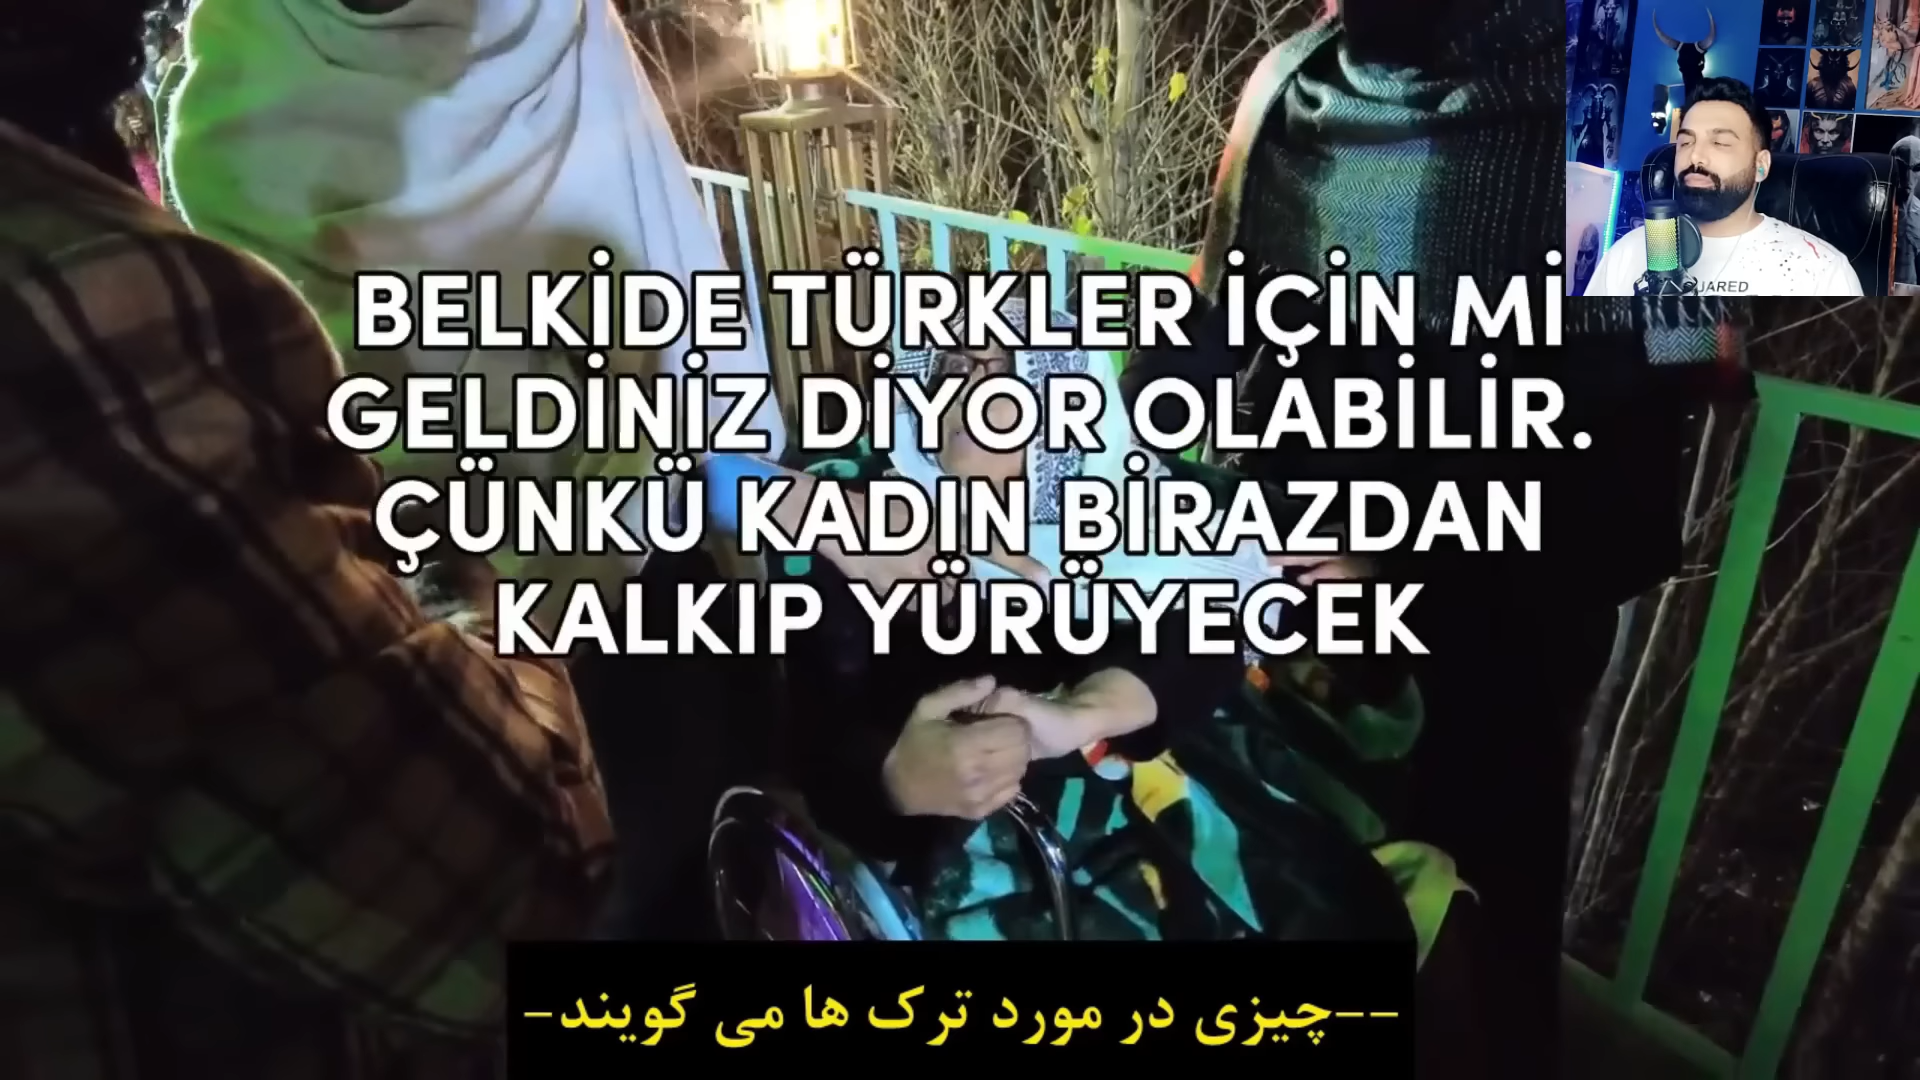 BELKİDE TÜRKLER İÇİN Mİ
GELDİNİZ DİYOR OLABİLİR.
ÇÜNKÜ KADIN BİRAZDAN
KALKIP YÜRÜYECEK
UARED
--چیزی در مورد ترک ها می گویند-